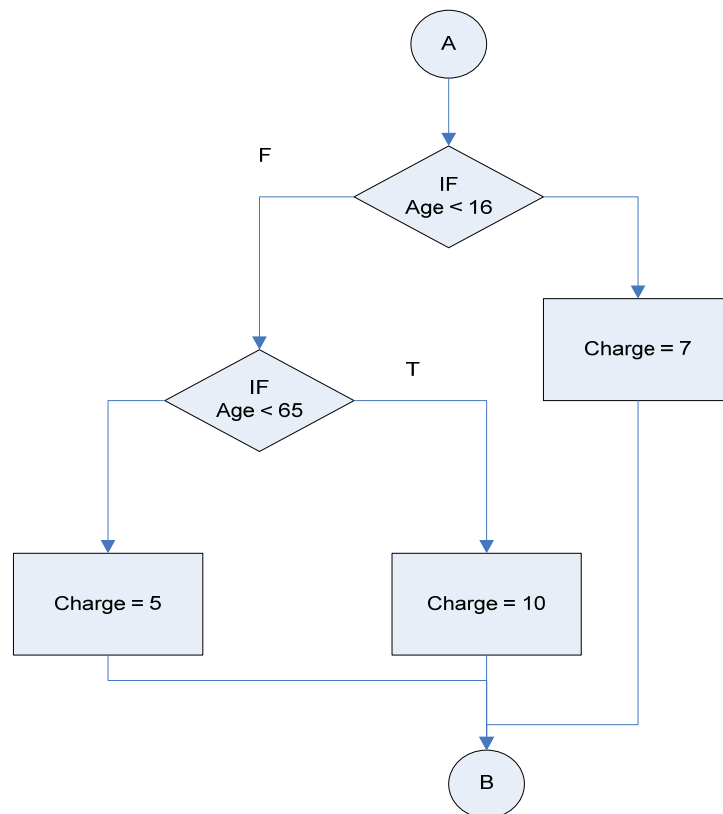 A
F
IF
Age < 16
Charge = 7
T
IF
Age < 65
Charge = 5
Charge = 10
B